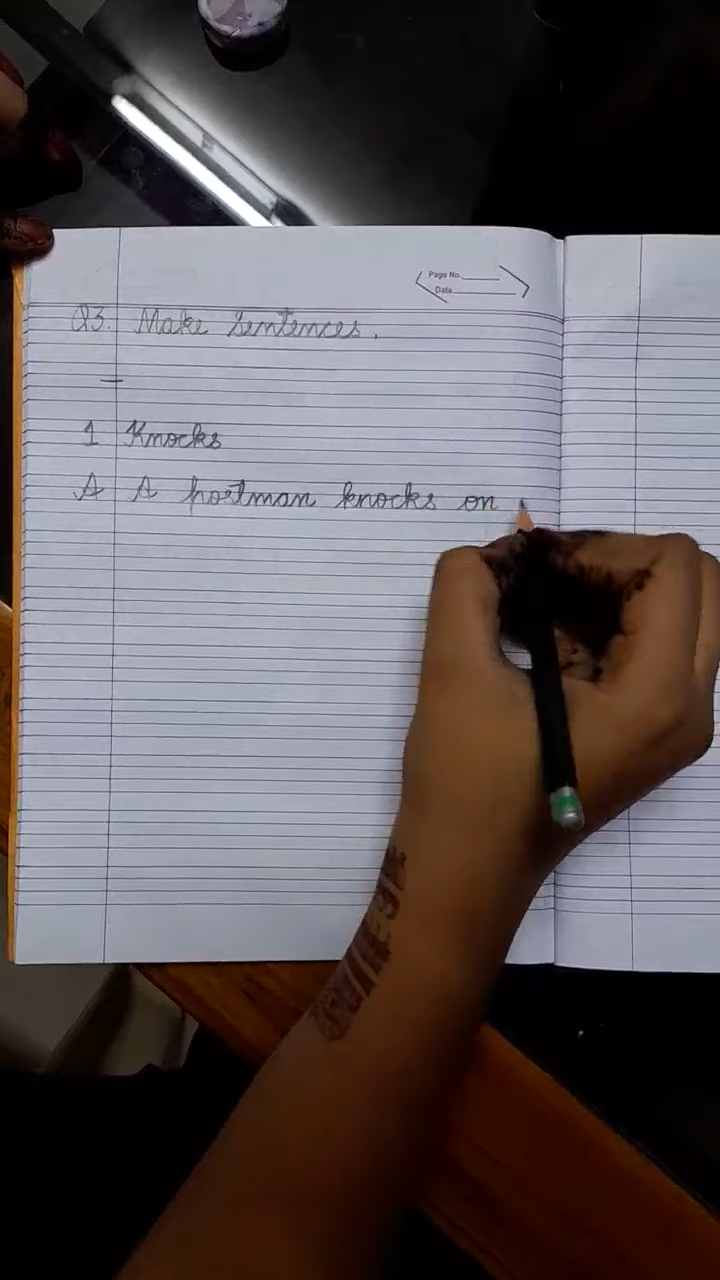 Page No.
Date
Q3. Make sentences.
1 Knocks
A A postman knocks on